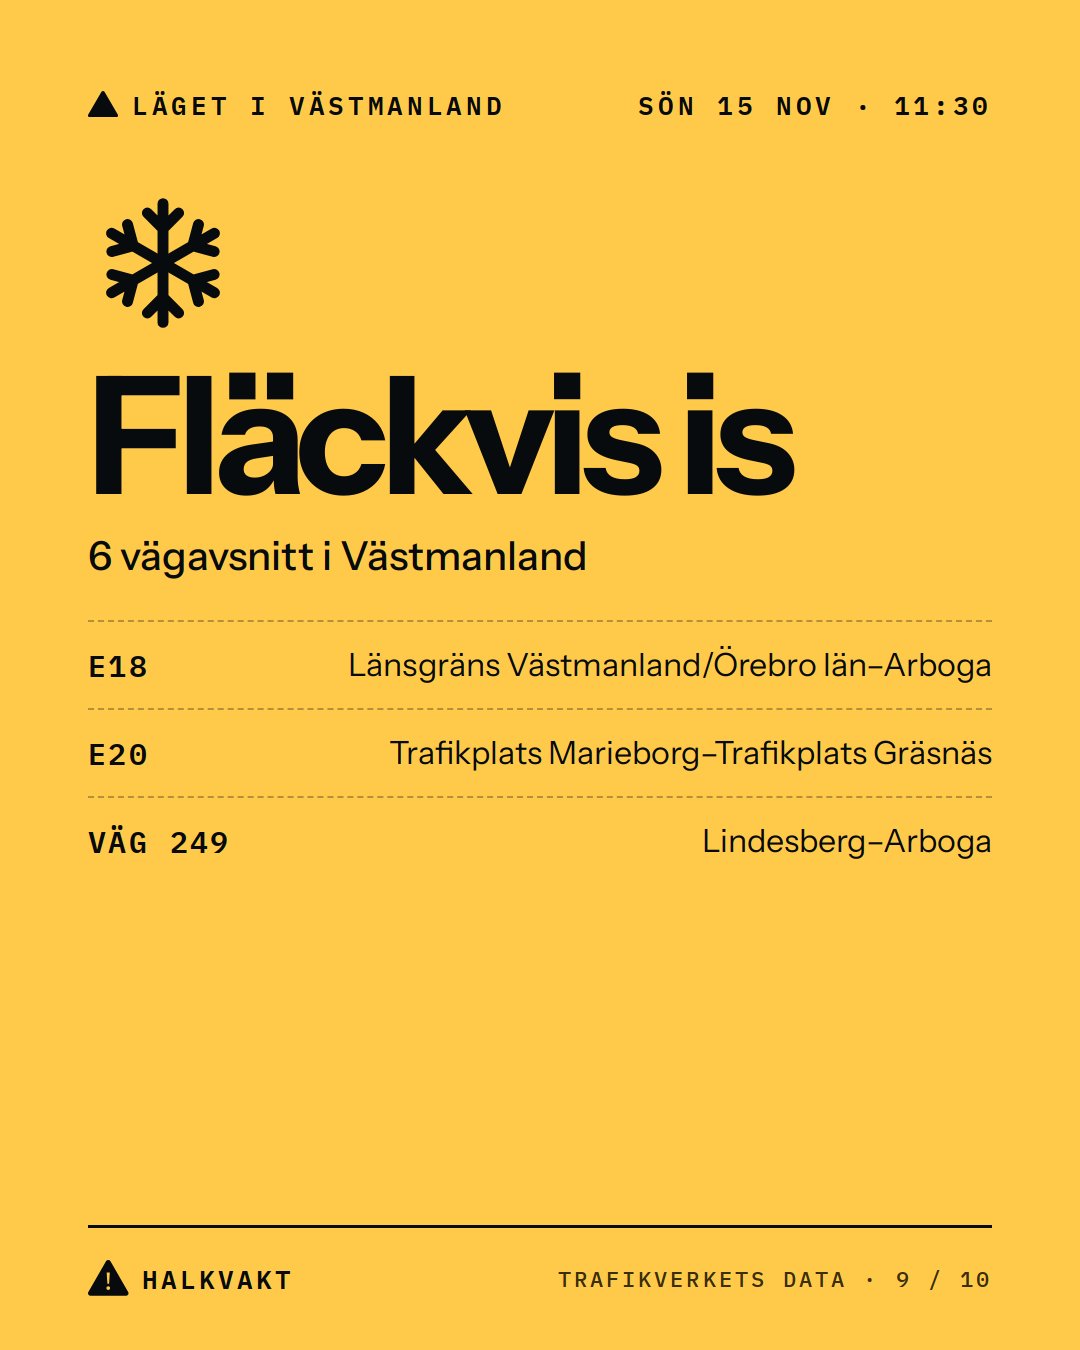 LÄGET I VÄSTMANLAND
SÖN 15 NOV · 11:30
Fläckvis is
6 vägavsnitt i Västmanland
E18 Länsgräns Västmanland/Örebro län–Arboga
E20 Trafikplats Marieborg–Trafikplats Gräsnäs
VÄG 249 Lindesberg–Arboga
HALKVAKT
TRAFIKVERKETS DATA · 9 / 10